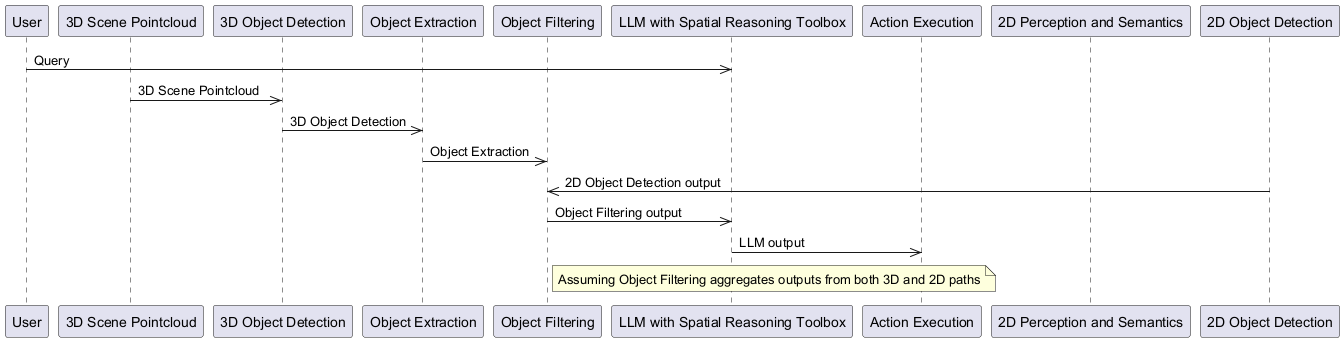 User 3D Scene Pointcloud 3D Object Detection Object Extraction Object Filtering LLM with Spatial Reasoning Toolbox Action Execution 2D Perception and Semantics 2D Object Detection
Query
3D Scene Pointcloud
3D Object Detection
Object Extraction
2D Object Detection output
Object Filtering output
LLM output
Assuming Object Filtering aggregates outputs from both 3D and 2D paths
User 3D Scene Pointcloud 3D Object Detection Object Extraction Object Filtering LLM with Spatial Reasoning Toolbox Action Execution 2D Perception and Semantics 2D Object Detection